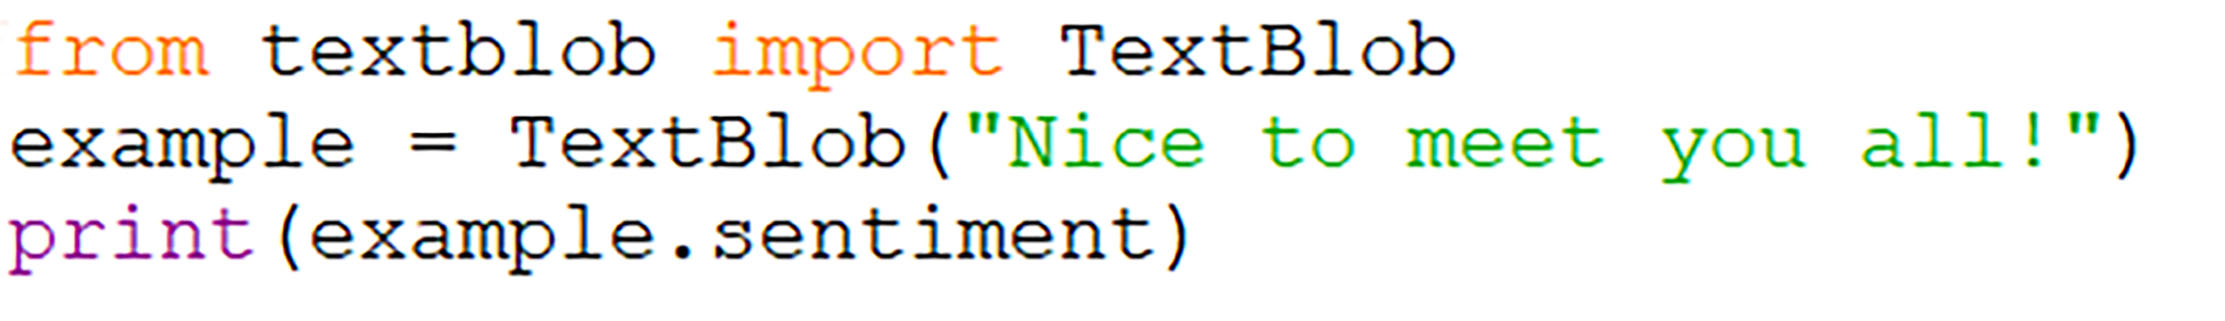 from textblob import TextBlob
example = TextBlob("Nice to meet you all!")
print(example.sentiment)